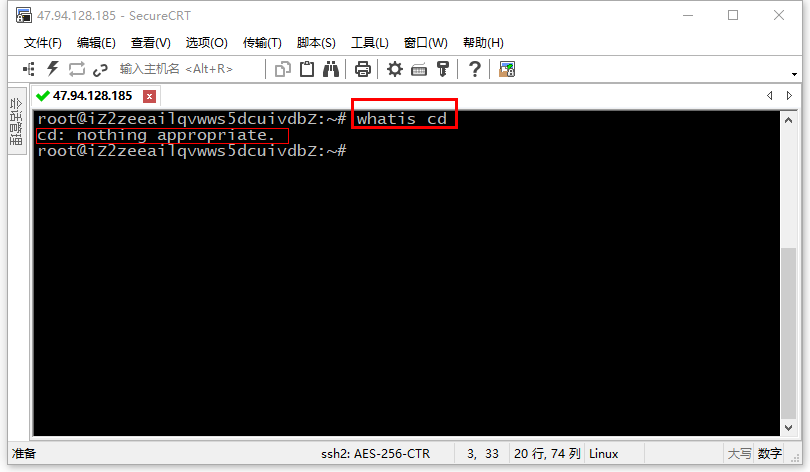 47.94.128.185 - SecureCRT
文件(F) 编辑(E) 查看(V) 选项(O) 传输(T) 脚本(S) 工具(L) 窗口(W) 帮助(H)
输入主机名 <Alt+R>
会话管理
47.94.128.185
root@iZ2zeeailqvwws5dcuivdbZ:~# whatis cd
cd: nothing appropriate.
root@iZ2zeeailqvwws5dcuivdbZ:~#
准备 ssh2: AES-256-CTR 3, 33 20 行, 74 列 Linux 大写 数字